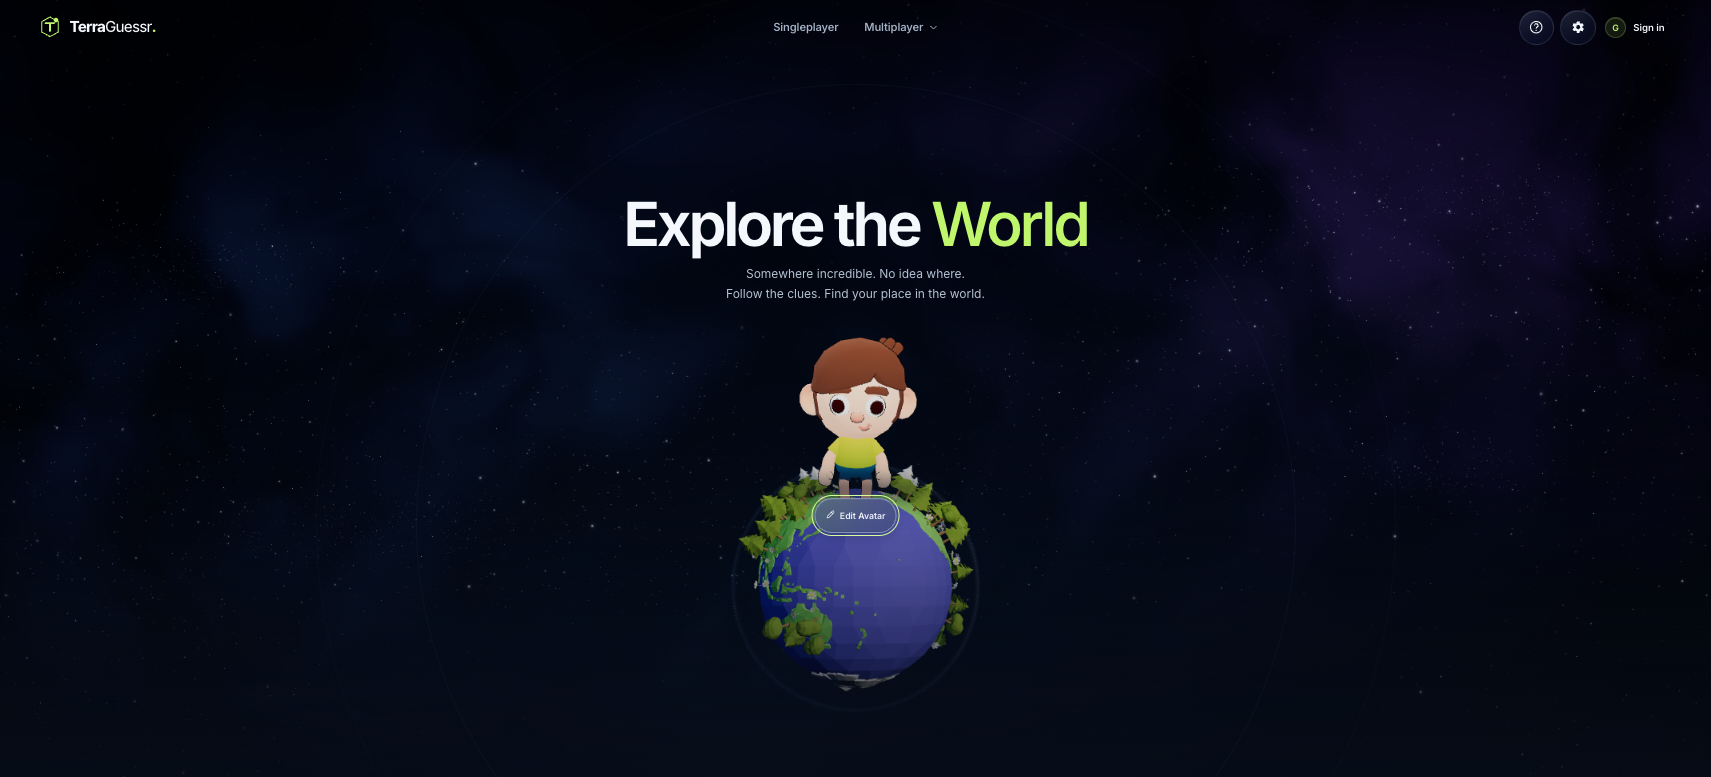 TerraGuessr.
Singleplayer
Multiplayer
G
Sign in
Explore the World
Somewhere incredible. No idea where.
Follow the clues. Find your place in the world.
Edit Avatar